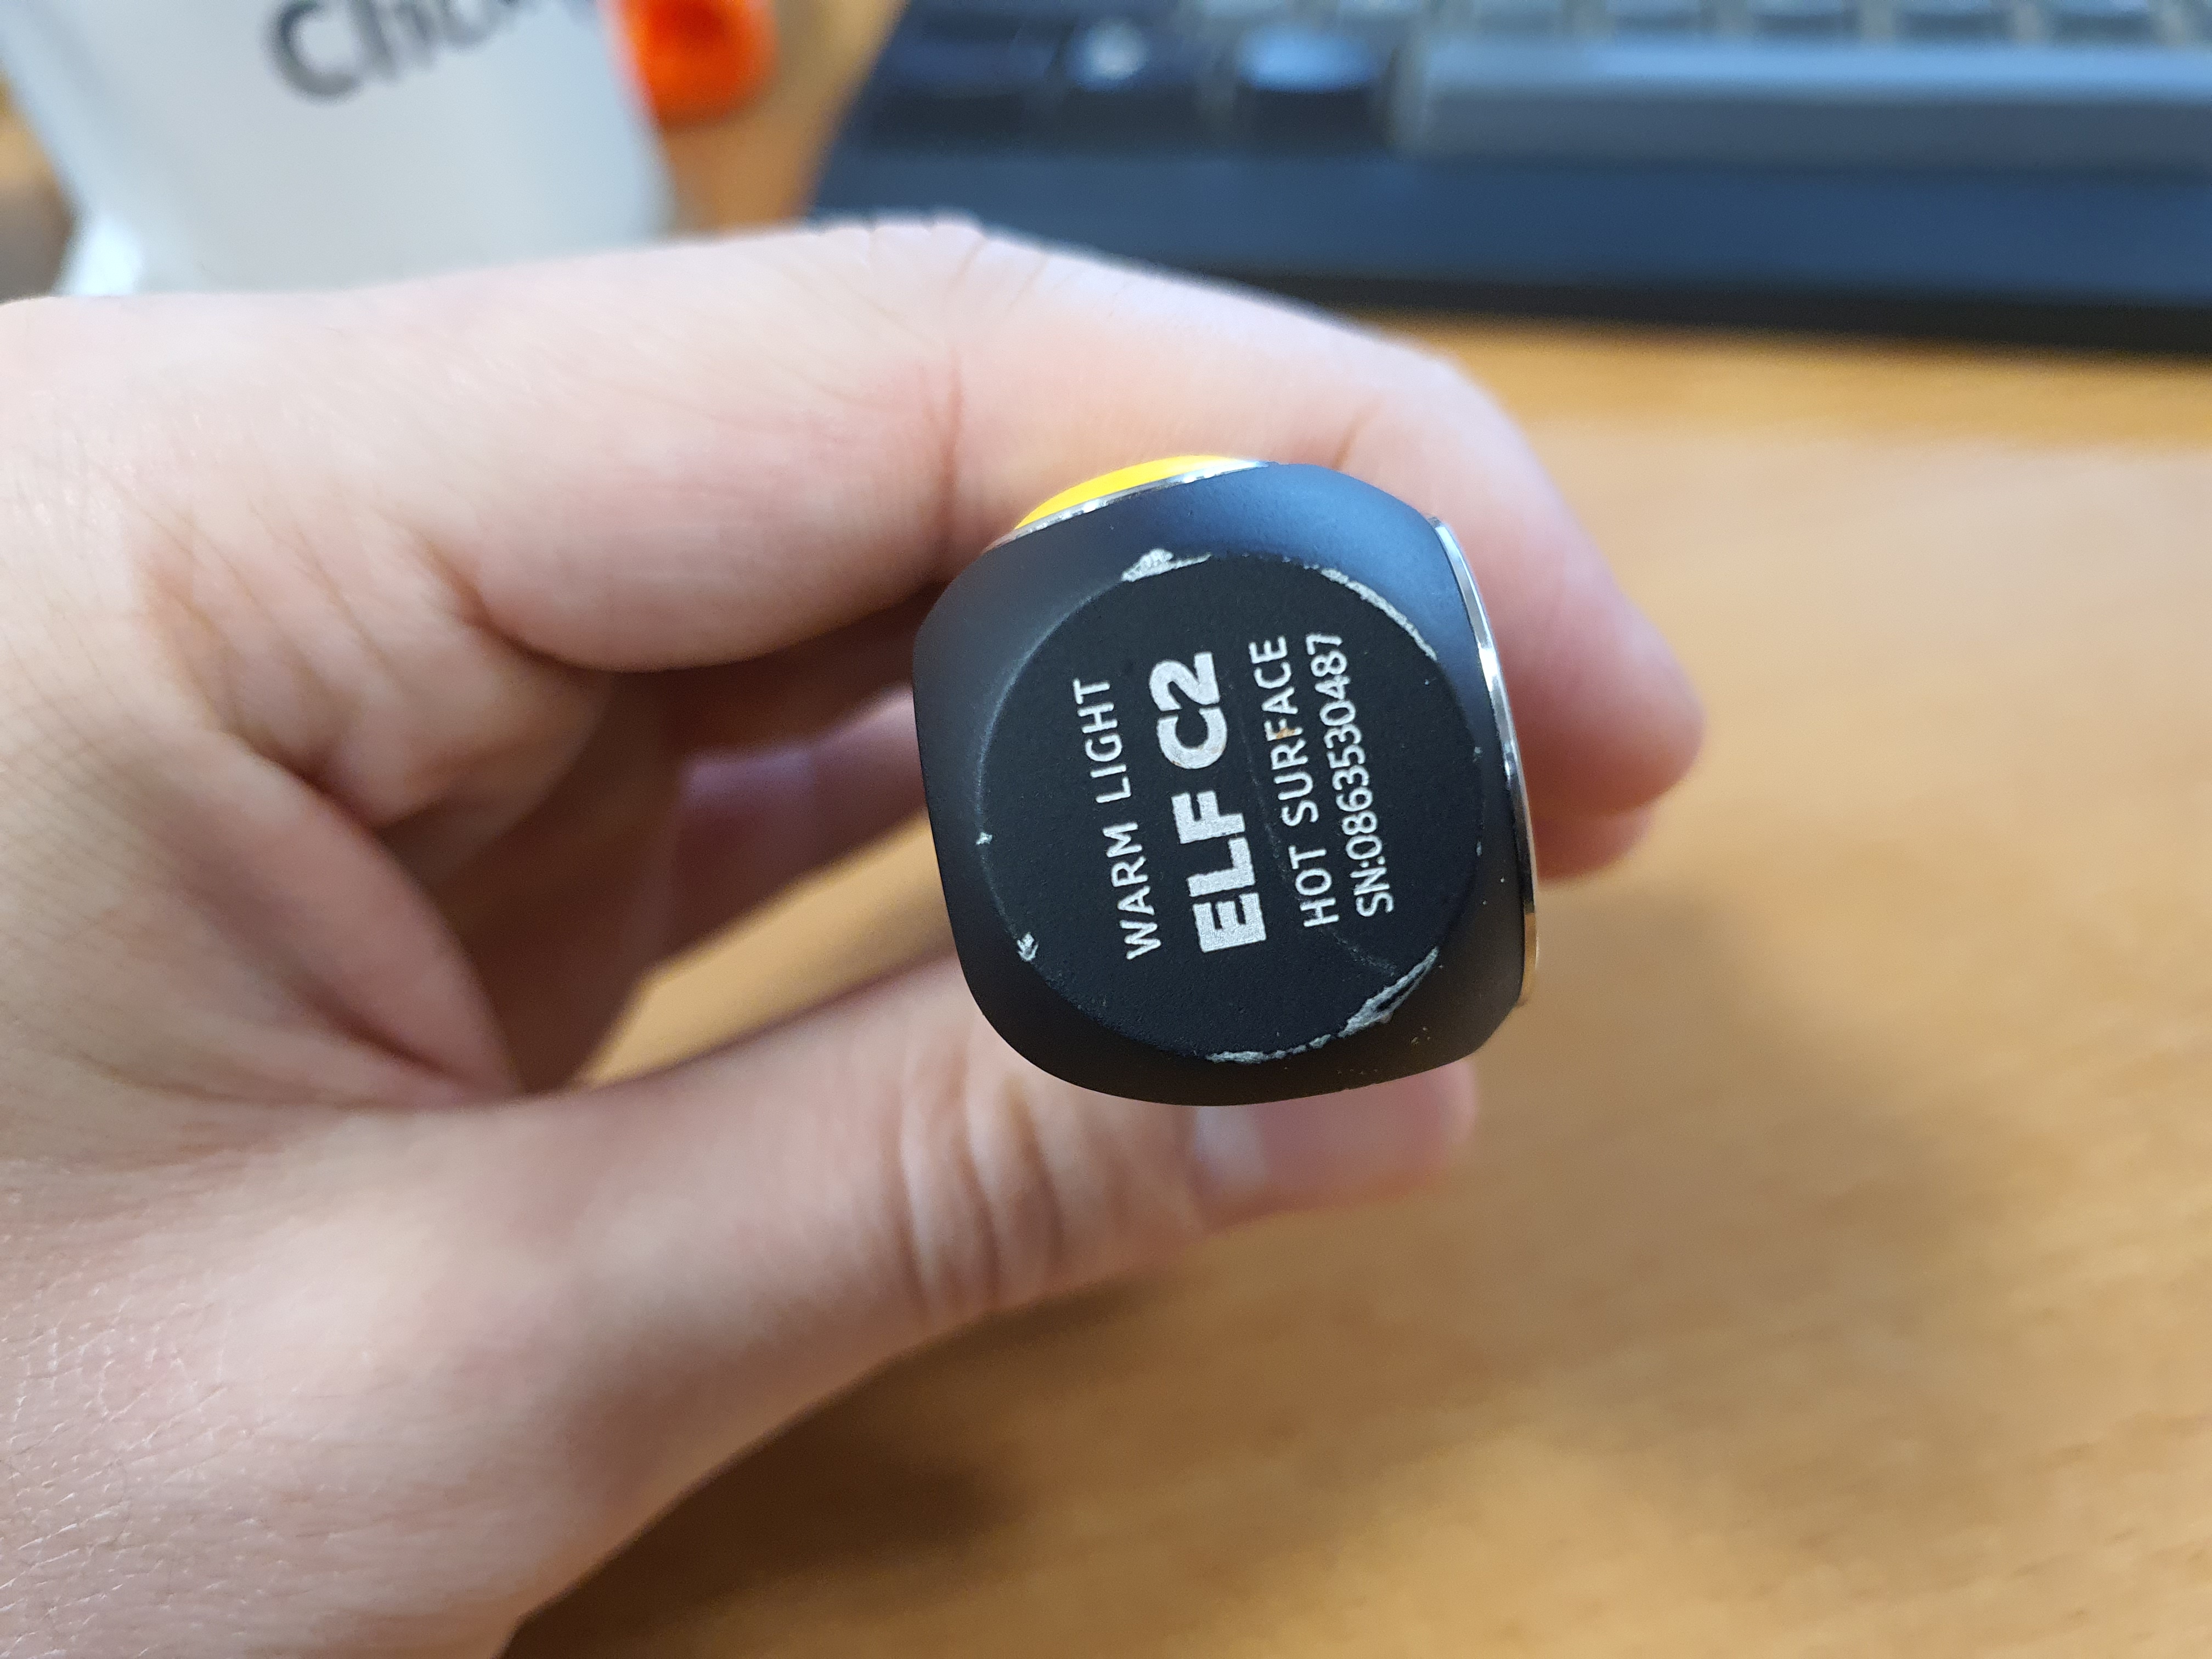 WARM LIGHT
ELF C2
HOT SURFACE
SN:0863530487